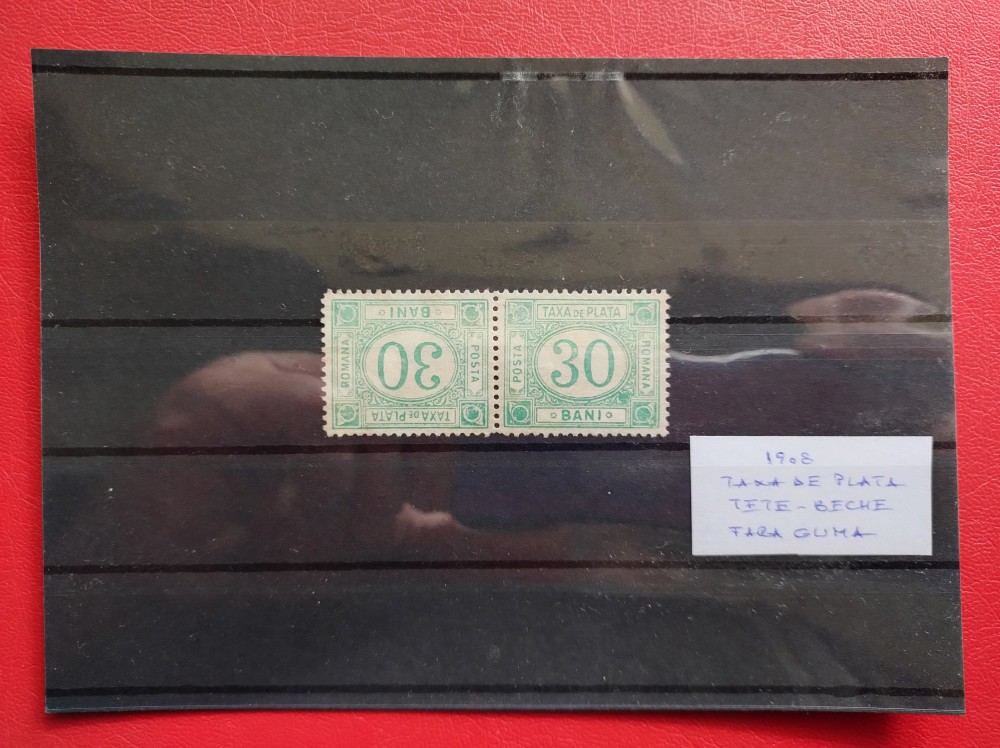 BANI
30
ROMANA
POSTA
TAXA DE PLATA
TAXA DE PLATA
POSTA
30
ROMANA
BANI
1908
TAXA DE PLATA
TETE-BECHE
FARA GUMA